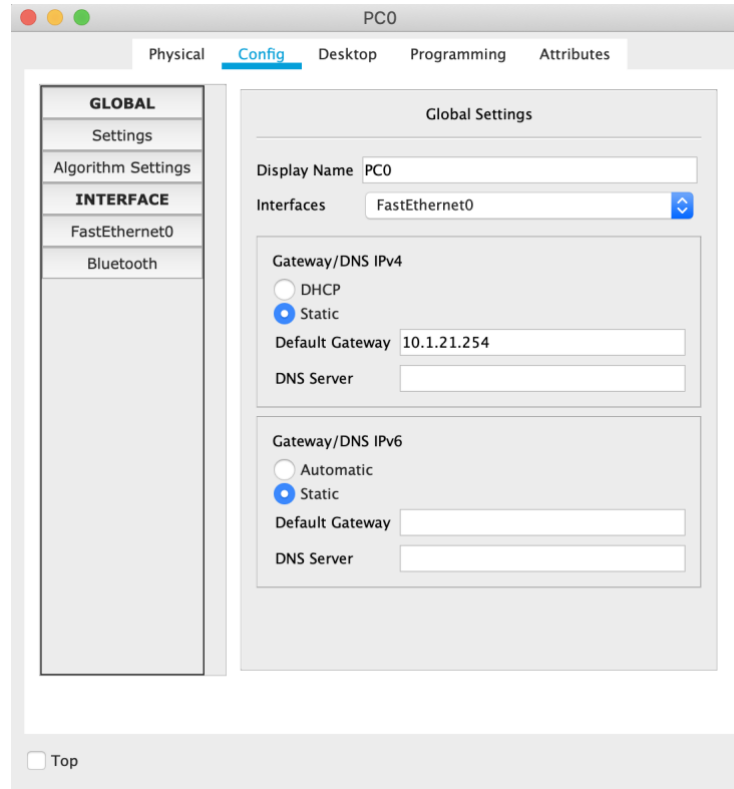 PC0
Physical Config Desktop Programming Attributes
GLOBAL
Settings
Algorithm Settings
INTERFACE
FastEthernet0
Bluetooth
Global Settings
Display Name PC0
Interfaces FastEthernet0
Gateway/DNS IPv4
DHCP
Static
Default Gateway 10.1.21.254
DNS Server
Gateway/DNS IPv6
Automatic
Static
Default Gateway
DNS Server
Top